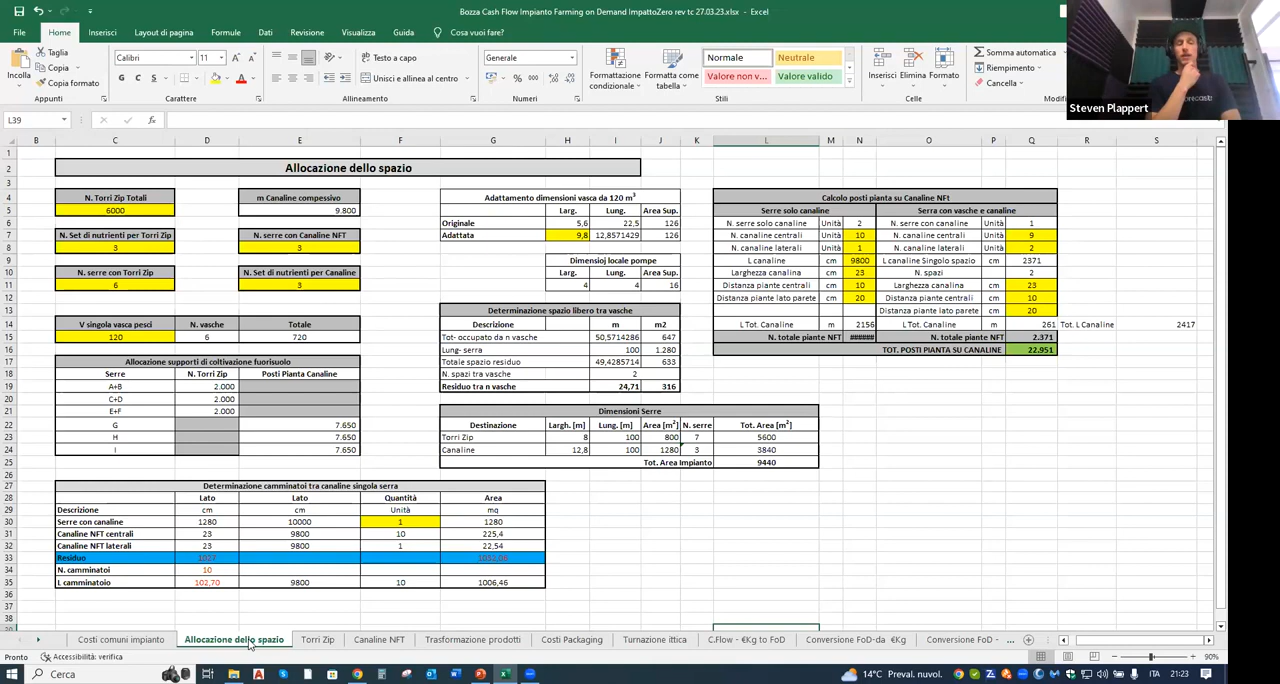 Bozza Cash Flow Impianto Farming on Demand ImpattoZero rev tc 27.03.23.xlsx - Excel
File Home Inserisci Layout di pagina Formule Dati Revisione Visualizza Guida Cosa vuoi fare?
Incolla
Taglia
Copia
Copia formato
Appunti
Calibri 11
G C S
Carattere
Testo a capo
Unisci e allinea al centro
Allineamento
Generale
Numeri
Formattazione condizionale
Formatta come tabella
Normale Neutrale
Valore non v... Valore valido
Stili
Inserisci Elimina Formato
Celle
Somma automatica
Riempimento
Cancella
Steven Plappert
L39 fx
B C D E F G H I J K L M N O P Q R S
Allocazione dello spazio
N. Torri Zip Totali m Canaline compessivo Adattamento dimensioni vasca da 120 m³ Calcolo posti pianta su Canaline NFt
6000 9.800 Larg. Lung. Area Sup. Serre solo canaline Serra con vasche e canaline
Originale 5,6 22,5 126 N. serre solo canaline Unità 2 N. serre con canaline Unità 1
N. Set di nutrienti per Torri Zip N. serre con Canaline NFT Adattata 9,8 12,8571429 126 N. canaline centrali Unità 10 N. canaline centrali Unità 9
3 3 N. canaline laterali Unità 1 N. canaline laterali Unità 2
Dimensioj locale pompe L canaline cm 9800 L canaline Singolo spazio cm 2371
N. serre con Torri Zip N. Set di nutrienti per Canaline Larg. Lung. Area Sup. Larghezza canalina cm 23 N. spazi 2
6 3 4 4 16 Distanza piante centrali cm 10 Larghezza canalina cm 23
Distanza piante lato parete cm 20 Distanza piante centrali cm 10
Determinazione spazio libero tra vasche Distanza piante lato parete cm 20
V singola vasca pesci N. vasche Totale Descrizione m m2 L Tot. Canaline m 2156 L Tot. Canaline m 261 Tot. L Canaline 2417
120 6 720 Tot- occupato da n vasche 50,5714286 647 N. totale piante NFT ###### N. totale piante NFT 2.371
Lung- serra 100 1.280 TOT. POSTI PIANTA SU CANALINE 22.951
Allocazione supporti di coltivazione fuorisuolo Totale spazio residuo 49,4285714 633
Serre N. Torri Zip Posti Pianta Canaline N. spazi tra vasche 2
A+B 2.000 Residuo tra n vasche 24,71 316
C+D 2.000
E+F 2.000 Dimensioni Serre
G 7.650 Destinazione Largh. [m] Lung. [m] Area [m²] N. serre Tot. Area [m²]
H 7.650 Torri Zip 8 100 800 7 5600
I 7.650 Canaline 12,8 100 1280 3 3840
Tot. Area Impianto 9440
Determinazione camminatoi tra canaline singola serra
Lato Lato Quantità Area
Descrizione cm cm Unità mq
Serre con canaline 1280 10000 1 1280
Canaline NFT centrali 23 9800 10 225,4
Canaline NFT laterali 23 9800 1 22,54
Residuo 1027 1032,06
N. camminatoi 10
L camminatoio 102,70 9800 10 1006,46
Costi comuni impianto Allocazione dello spazio Torri Zip Canaline NFT Trasformazione prodotti Costi Packaging Turnazione ittica C.Flow - €Kg to FoD Conversione FoD-da €Kg Conversione FoD - ...
Pronto Accessibilità: verifica 90%
Cerca 14°C Preval. nuvol. ITA 21:23